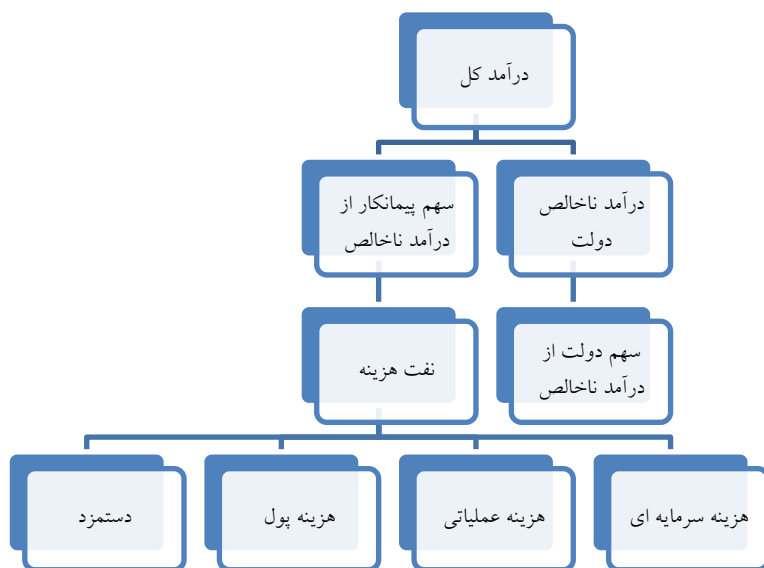 درآمد کل
درآمد ناخالص
دولت
سهم پیمانکار از
درآمد ناخالص
سهم دولت از
درآمد ناخالص
نفت هزینه
هزینه سرمایه ای
هزینه عملیاتی
هزینه پول
دستمزد